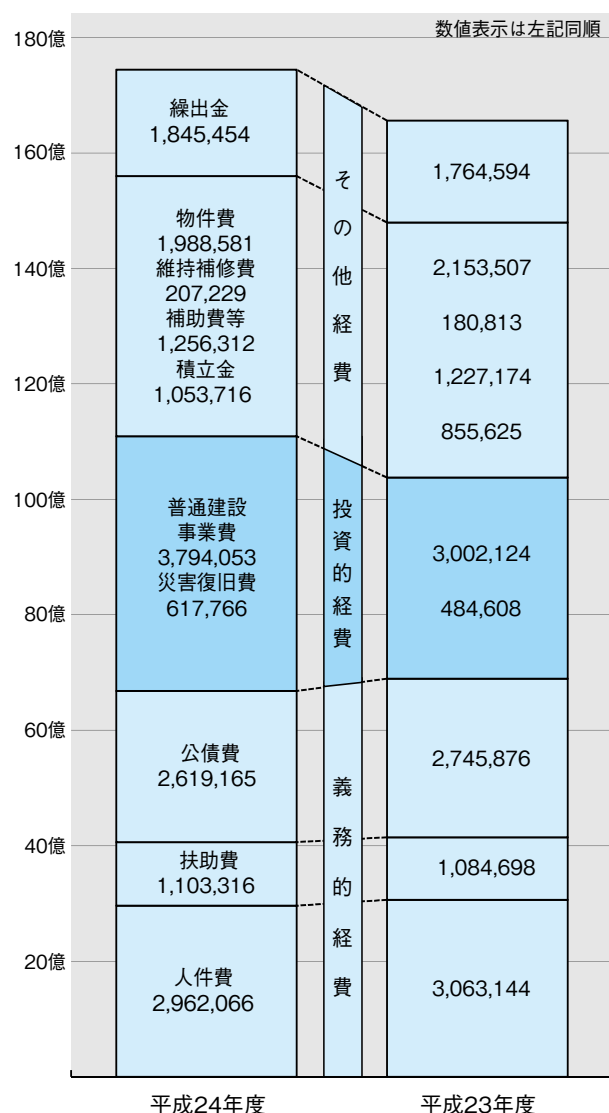 数値表示は左記同順
180億
160億
140億
120億
100億
80億
60億
40億
20億
繰出金
1,845,454
物件費
1,988,581
維持補修費
207,229
補助費等
1,256,312
積立金
1,053,716
普通建設
事業費
3,794,053
災害復旧費
617,766
公債費
2,619,165
扶助費
1,103,316
人件費
2,962,066
その他経費
投資的経費
義務的経費
1,764,594
2,153,507
180,813
1,227,174
855,625
3,002,124
484,608
2,745,876
1,084,698
3,063,144
平成24年度
平成23年度